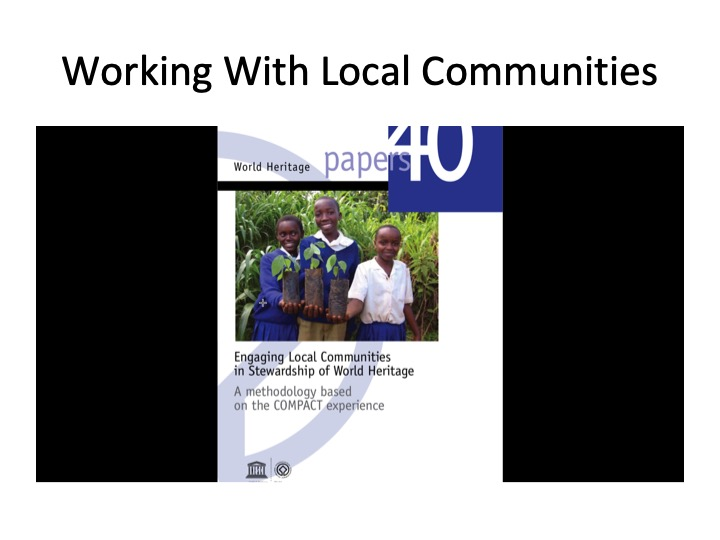 Working With Local Communities
World Heritage papers 40
Engaging Local Communities
in Stewardship of World Heritage
A methodology based
on the COMPACT experience